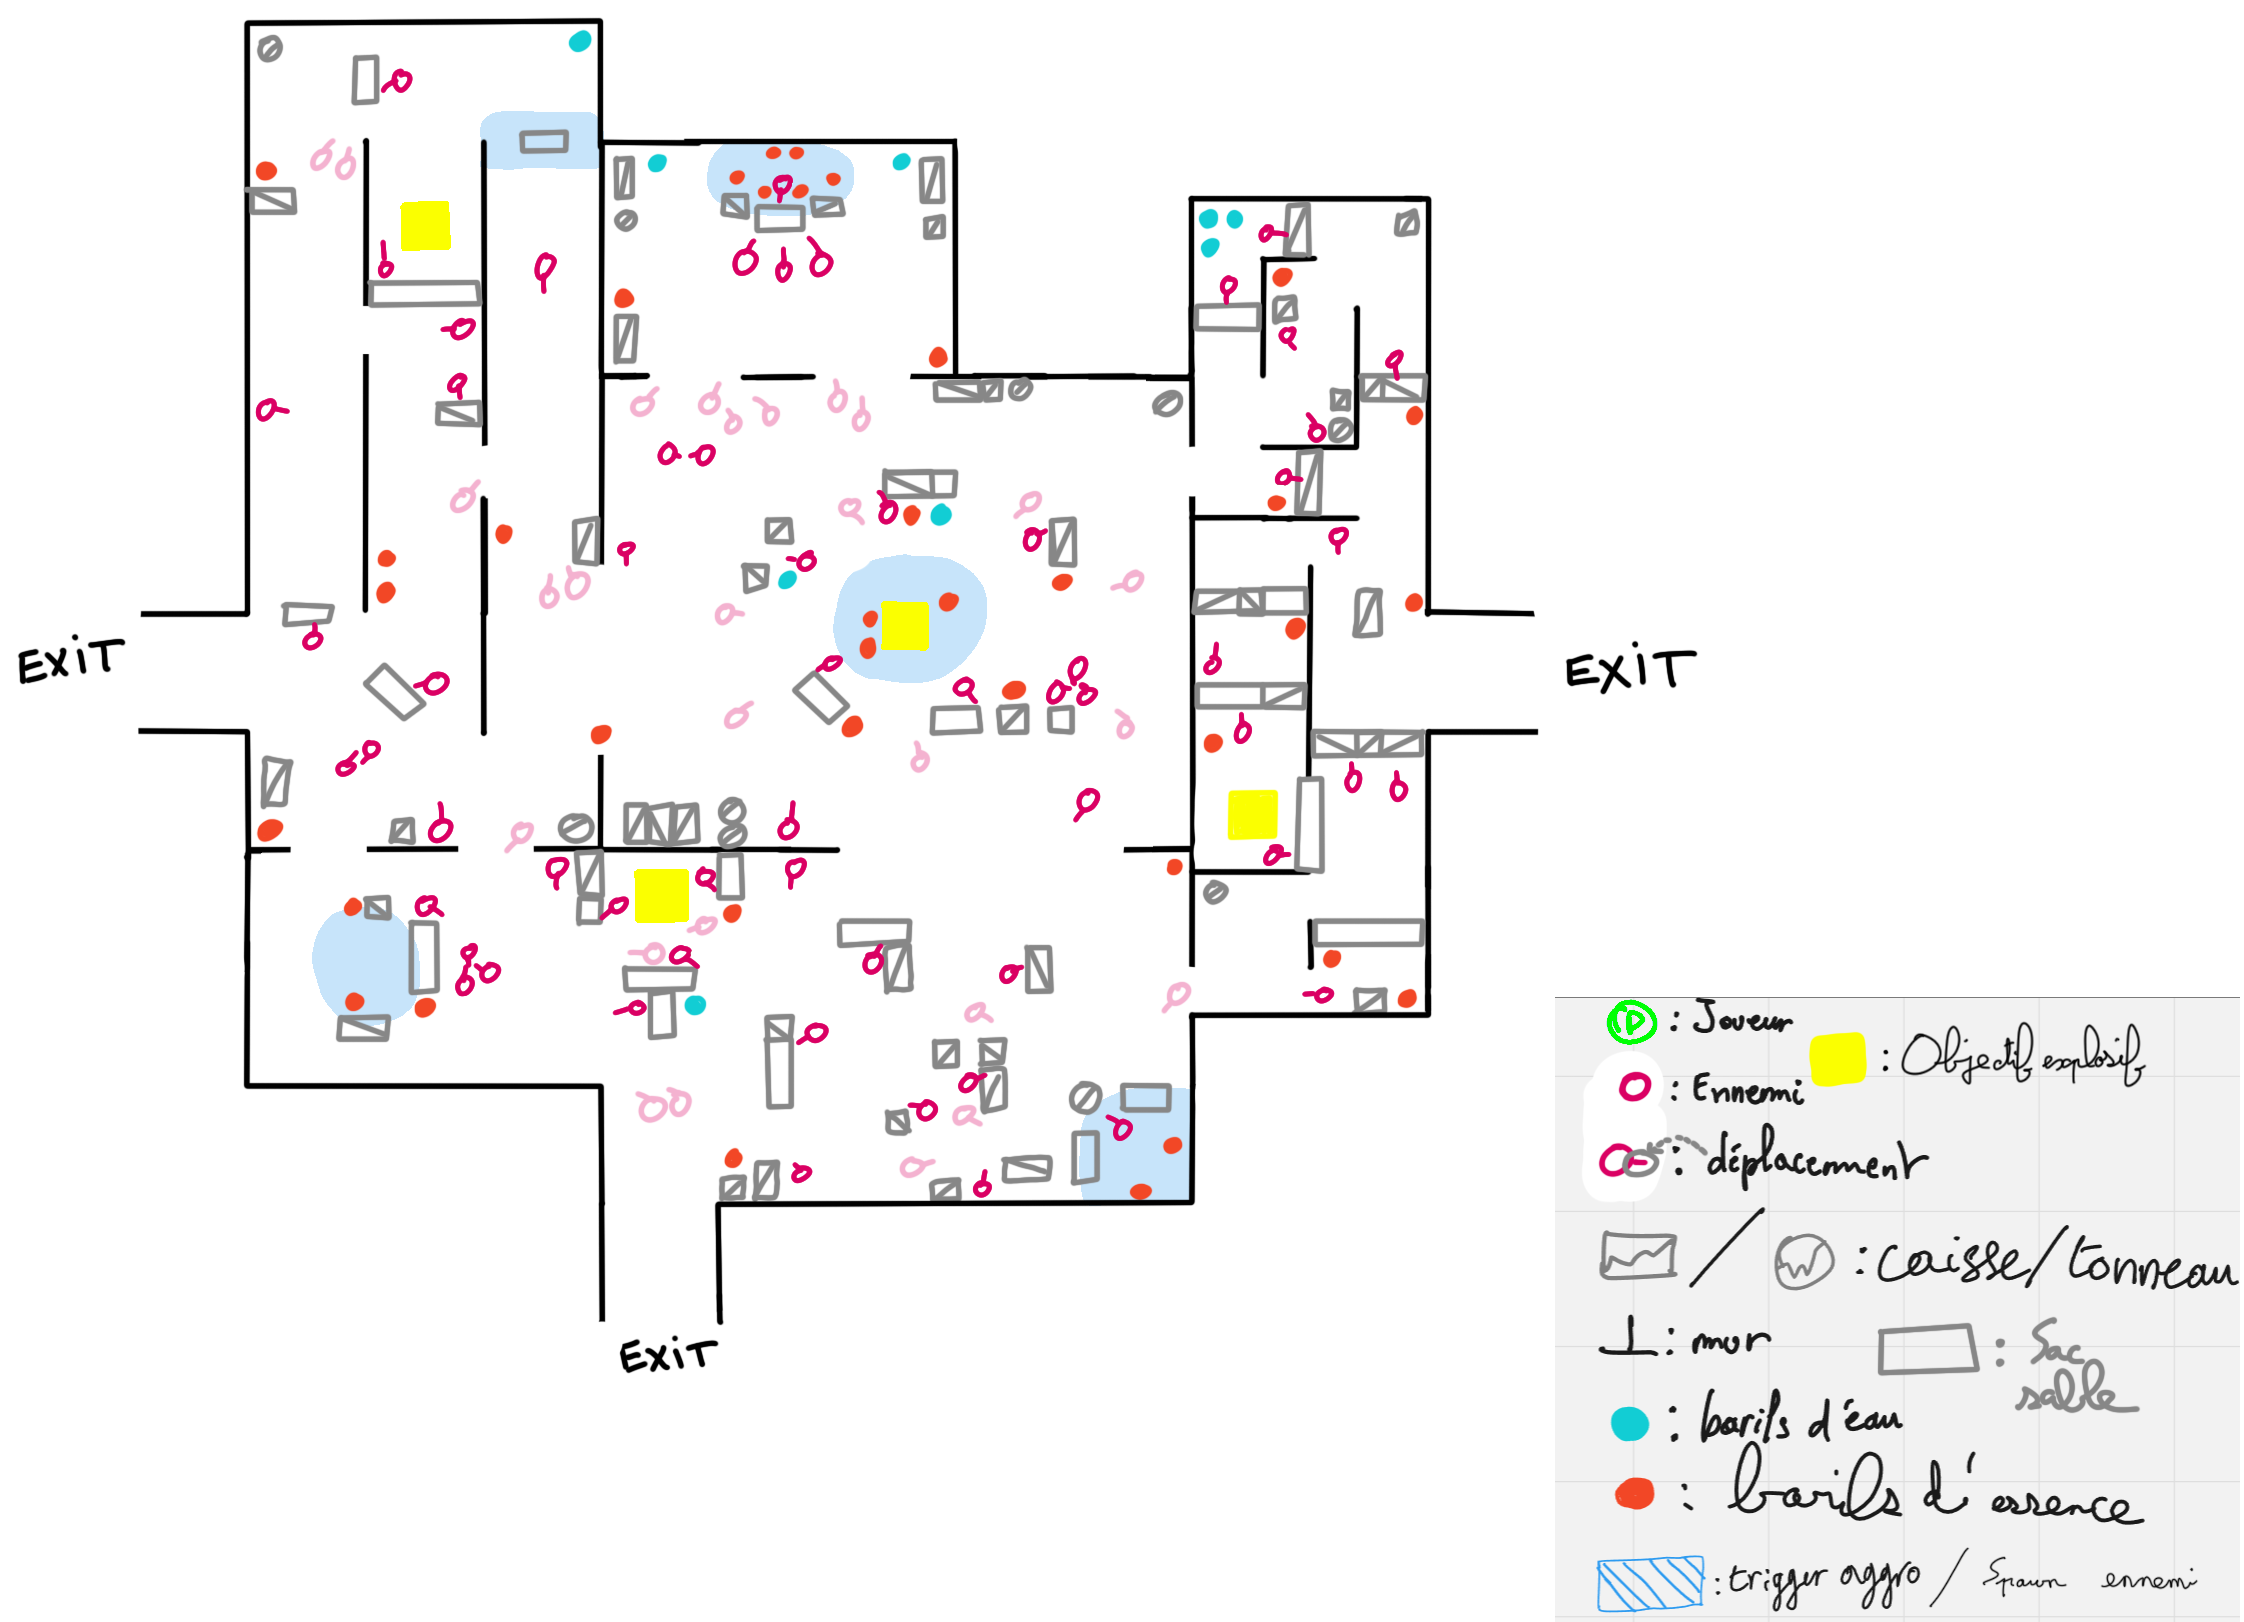 EXIT
EXIT
EXIT
: Joueur
: Objectif explosif
: Ennemi
: déplacement
/ : caisse/tonneau
: mur
: Sac
sable
: barils d'eau
: barils d'essence
: trigger aggro / Spawn ennemi